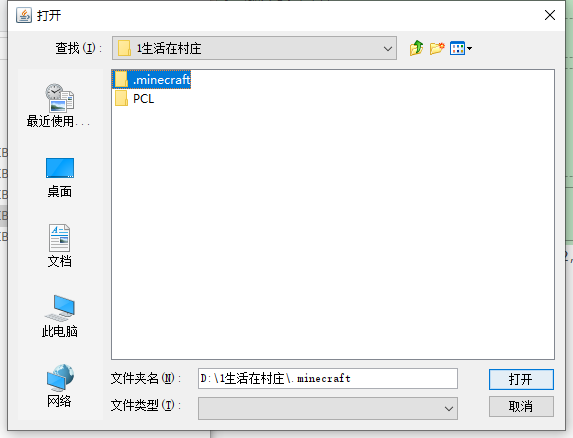 打开
查找(I):
1生活在村庄
.minecraft
PCL
最近使用...
桌面
文档
此电脑
网络
文件夹名(N):
D:\1生活在村庄\.minecraft
打开
文件类型(T):
取消